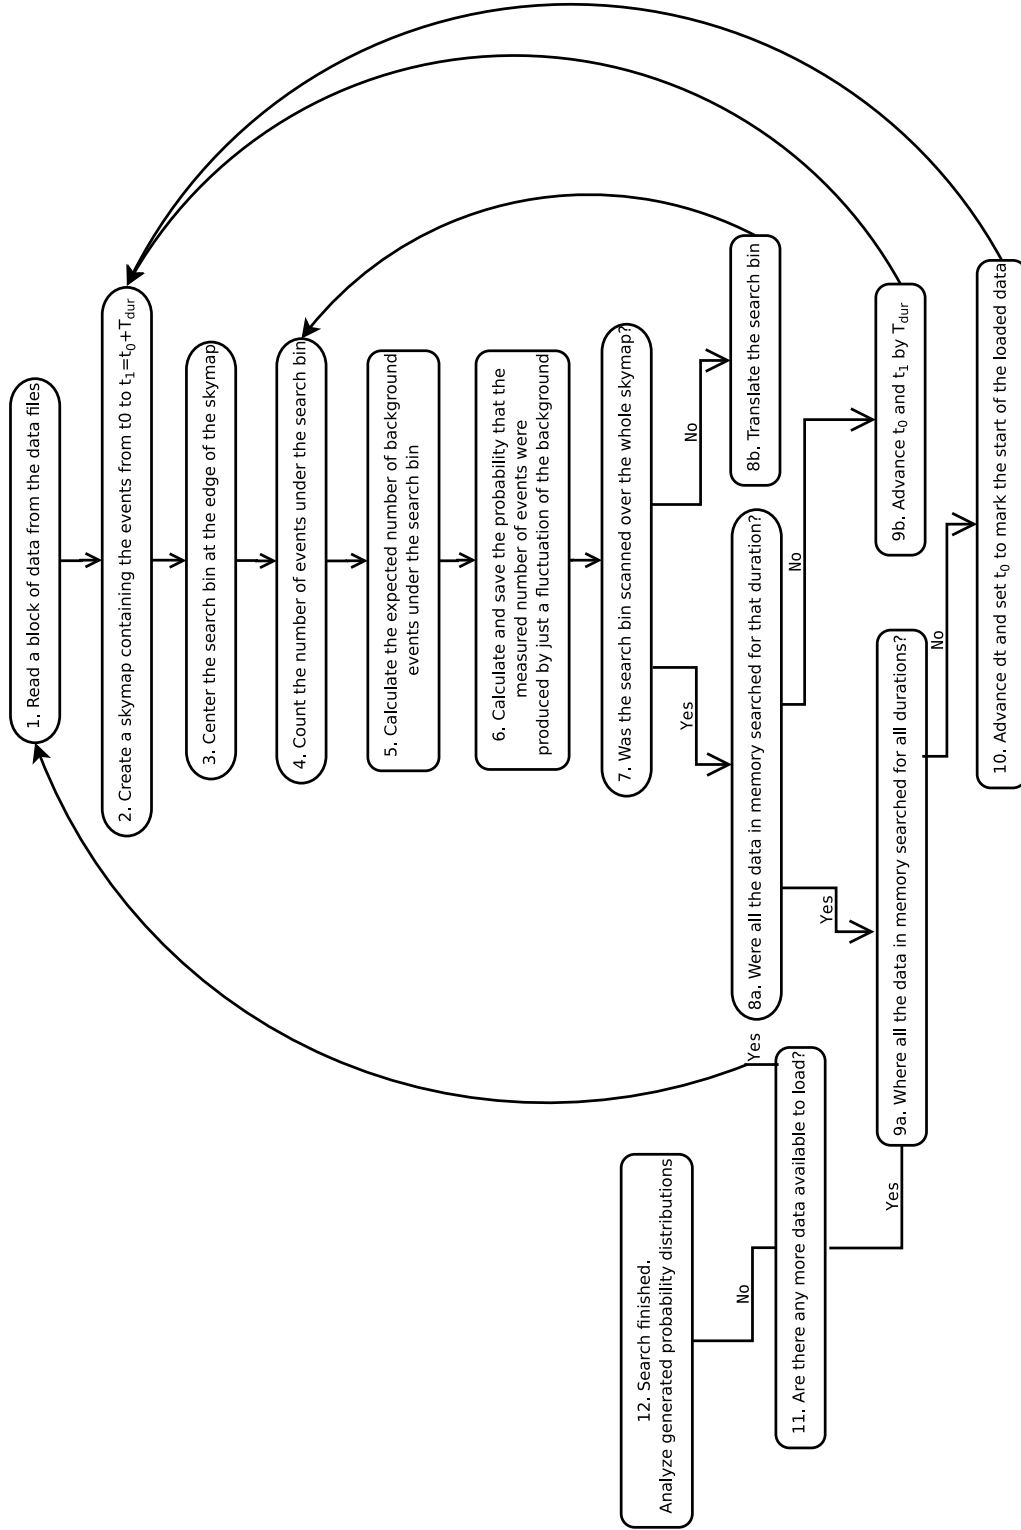 1. Read a block of data from the data files
2. Create a skymap containing the events from t0 to t₁=t₀+T_dur
3. Center the search bin at the edge of the skymap
4. Count the number of events under the search bin
5. Calculate the expected number of background
events under the search bin
6. Calculate and save the probability that the
measured number of events were
produced by just a fluctuation of the background
7. Was the search bin scanned over the whole skymap?
Yes
No
8a. Were all the data in memory searched for that duration?
8b. Translate the search bin
Yes
No
9a. Where all the data in memory searched for all durations?
9b. Advance t₀ and t₁ by T_dur
Yes
No
10. Advance dt and set t₀ to mark the start of the loaded data
11. Are there any more data available to load?
Yes
No
12. Search finished.
Analyze generated probability distributions